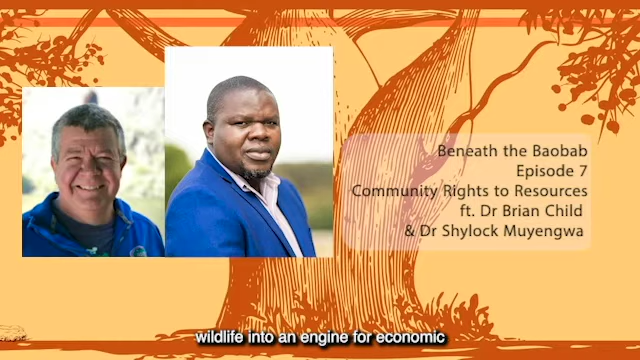 Beneath the Baobab
Episode 7
Community Rights to Resources
ft. Dr Brian Child
& Dr Shylock Muyengwa
wildlife into an engine for economic